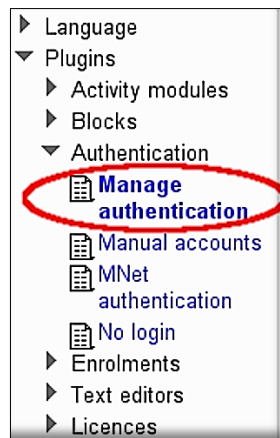 Language
Plugins
Activity modules
Blocks
Authentication
Manage
authentication
Manual accounts
MNet
authentication
No login
Enrolments
Text editors
Licences